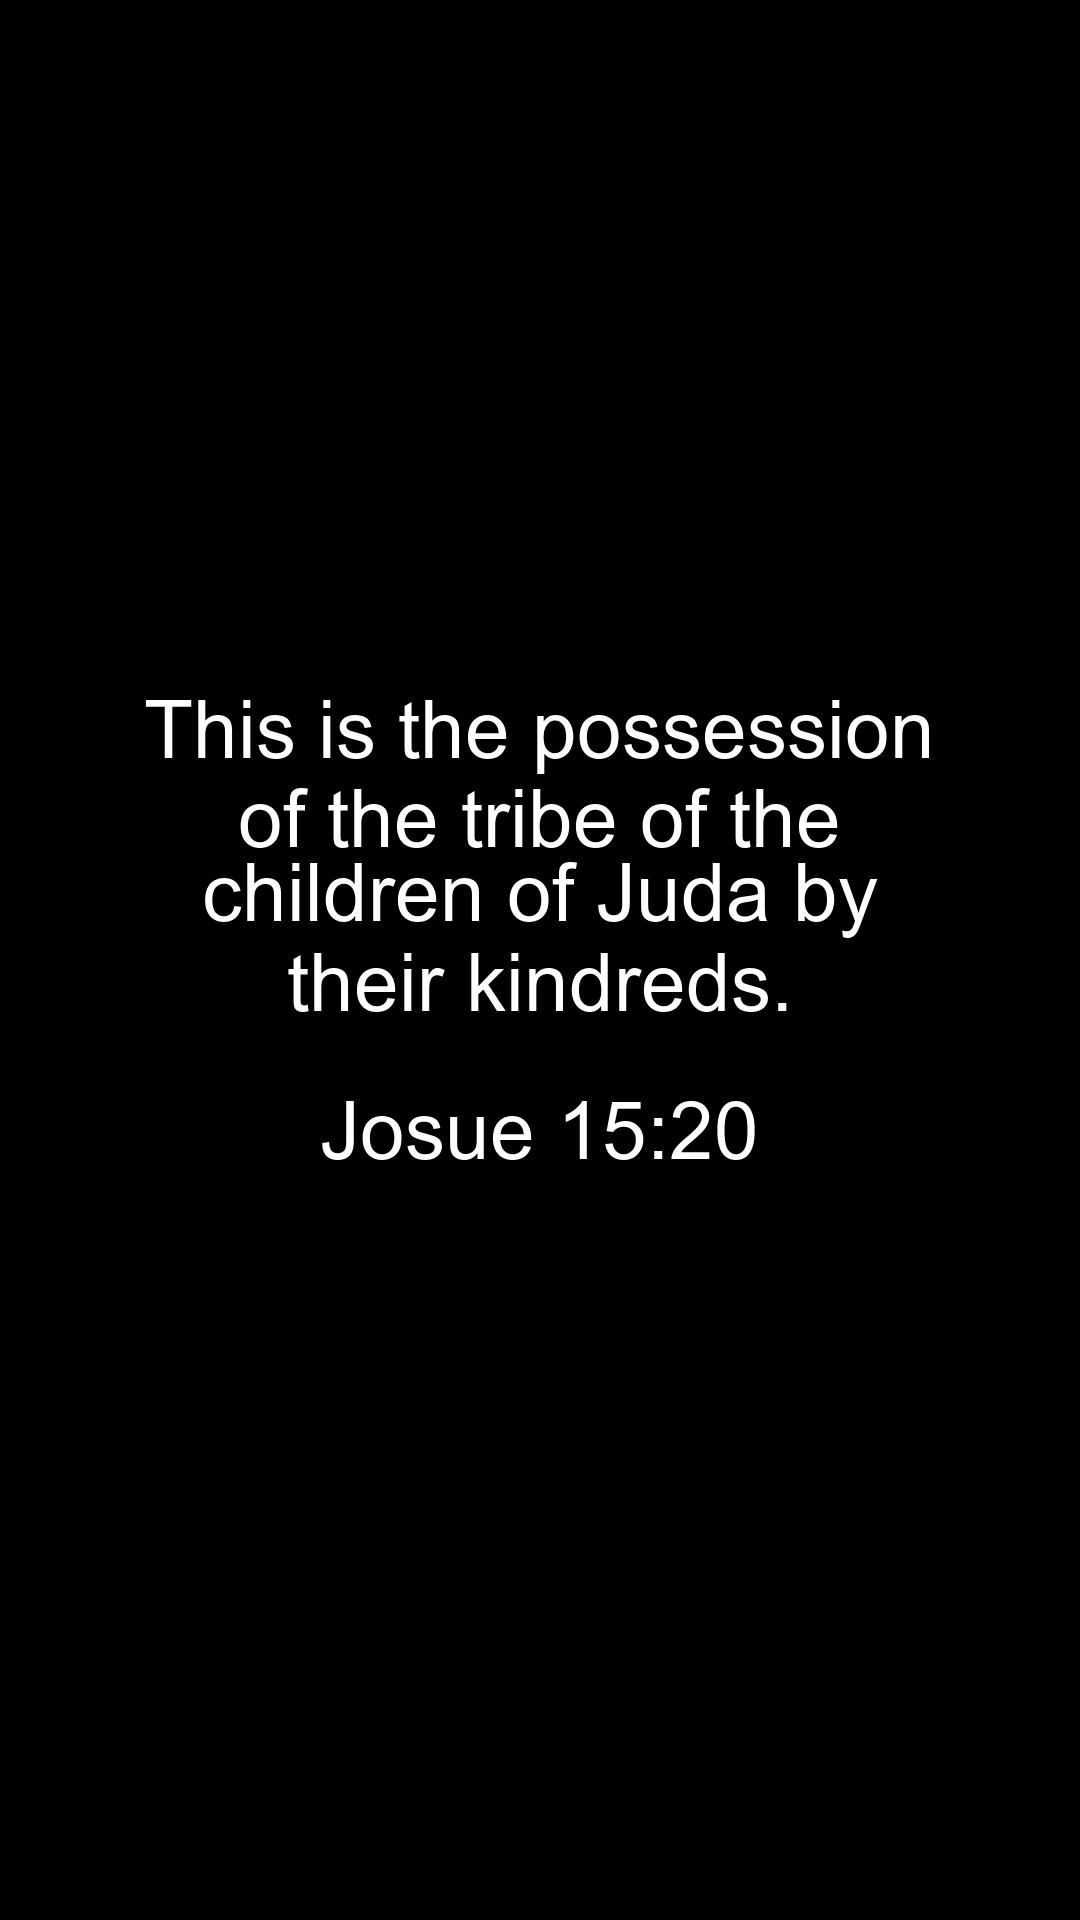 This is the possession
of the tribe of the
children of Juda by
their kindreds.
Josue 15:20